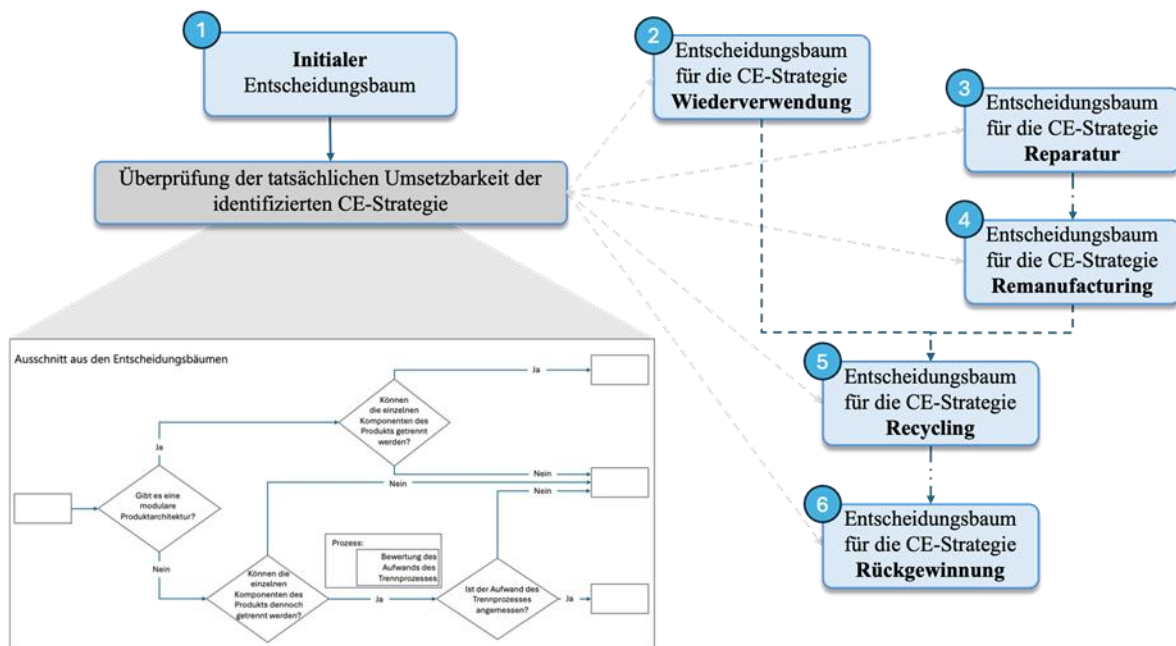 1
Initialer
Entscheidungsbaum
Überprüfung der tatsächlichen Umsetzbarkeit der
identifizierten CE-Strategie
2
Entscheidungsbaum
für die CE-Strategie
Wiederverwendung
3
Entscheidungsbaum
für die CE-Strategie
Reparatur
4
Entscheidungsbaum
für die CE-Strategie
Remanufacturing
5
Entscheidungsbaum
für die CE-Strategie
Recycling
6
Entscheidungsbaum
für die CE-Strategie
Rückgewinnung
Ausschnitt aus den Entscheidungsbäumen
Ja
Können
die einzelnen
Komponenten des
Produkts getrennt
werden?
Ja
Nein
Nein
Nein
Gibt es eine
modulare
Produktarchitektur?
Nein
Prozess:
Bewertung des
Aufwands des
Trennprozesses
Können die
einzelnen
Komponenten des
Produkts dennoch
getrennt werden?
Ja
Ist der Aufwand des
Trennprozesses
angemessen?
Ja